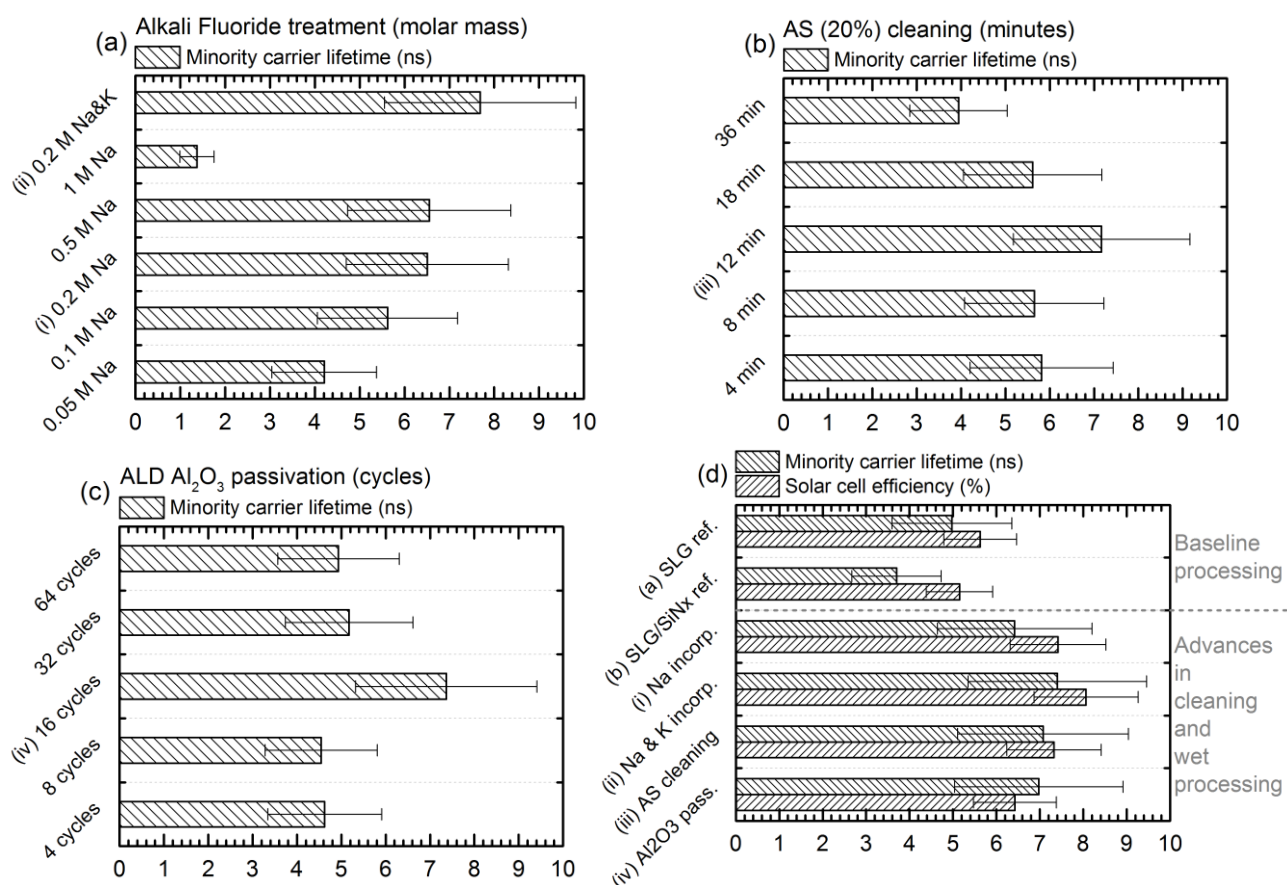 (a) Alkali Fluoride treatment (molar mass)
Minority carrier lifetime (ns)
(ii) 0.2 M Na&K
1 M Na
0.5 M Na
(i) 0.2 M Na
0.1 M Na
0.05 M Na
0 1 2 3 4 5 6 7 8 9 10
(b) AS (20%) cleaning (minutes)
Minority carrier lifetime (ns)
36 min
18 min
(iii) 12 min
8 min
4 min
0 1 2 3 4 5 6 7 8 9 10
(c) ALD Al₂O₃ passivation (cycles)
Minority carrier lifetime (ns)
64 cycles
32 cycles
(iv) 16 cycles
8 cycles
4 cycles
0 1 2 3 4 5 6 7 8 9 10
(d)
Minority carrier lifetime (ns)
Solar cell efficiency (%)
(a) SLG ref.
(b) SLG/SiNx ref.
(i) Na incorp.
(ii) Na & K incorp.
(iii) AS cleaning
(iv) Al2O3 pass.
Baseline
processing
Advances
in
cleaning
and
wet
processing
0 1 2 3 4 5 6 7 8 9 10